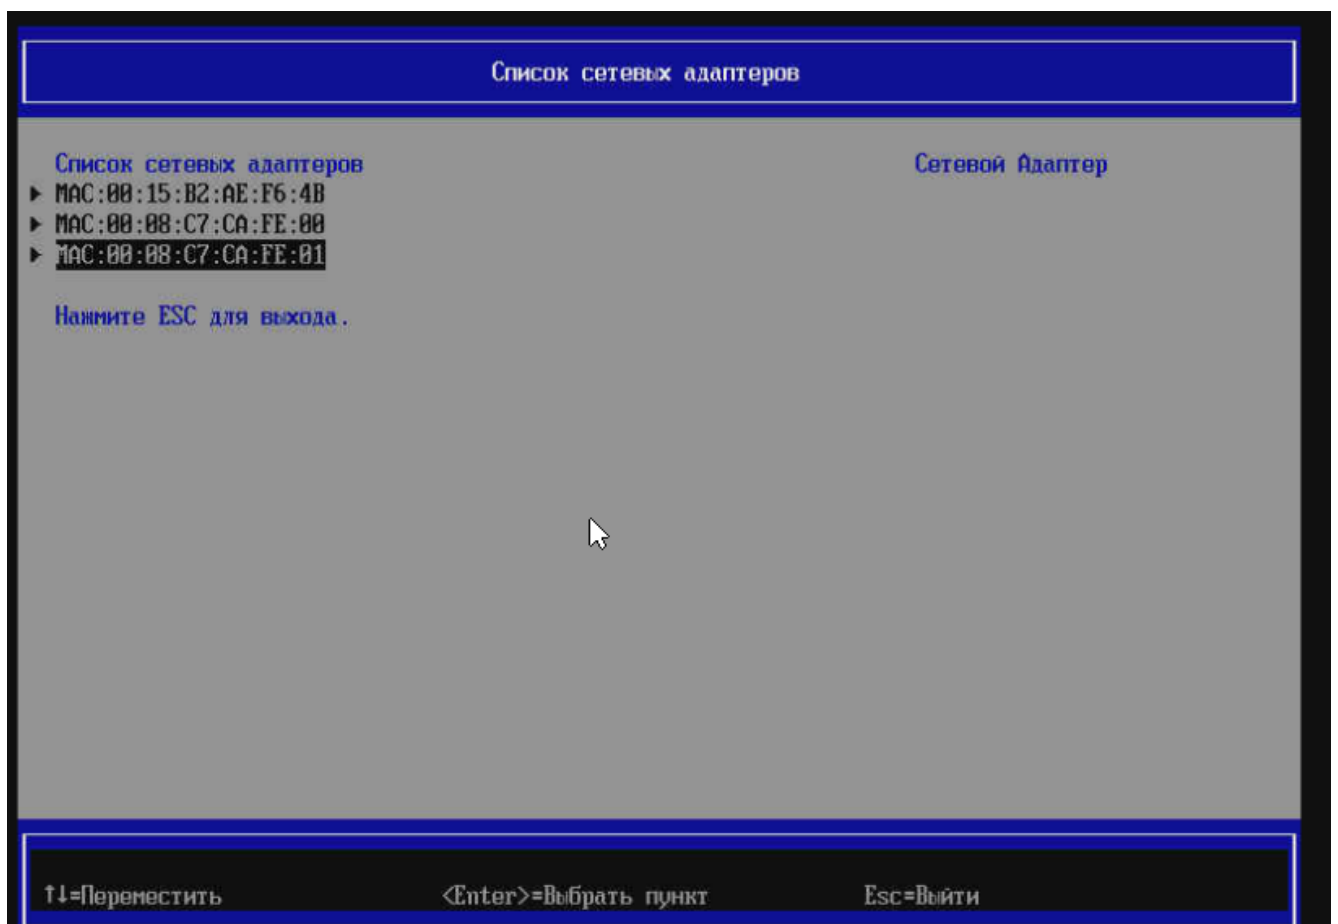 Список сетевых адаптеров
Список сетевых адаптеров
Сетевой Адаптер
MAC:00:15:B2:AE:F6:4B
MAC:00:08:C7:CA:FE:00
MAC:00:08:C7:CA:FE:01
Нажмите ESC для выхода.
↑↓=Переместить
<Enter>=Выбрать пункт
Esc=Выйти